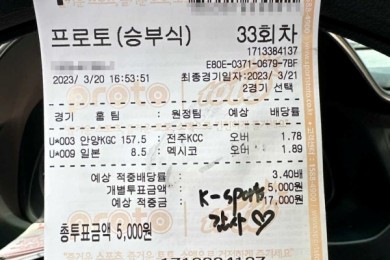 프로토 (승부식) 33회차
1713384137
EB0E-0371-0679-7BF
2023/ 3/20 16:53:51 최종경기일자:2023/ 3/21
2경기 선택
경기 홈 팀 : 원정팀 예상 배당률
U*003 안양KGC 157.5 : 전주KCC 오버 1.78
U*009 일본 8.5 : 멕시코 오버 1.89
예상 적중배당률 3.40배
개별투표금액 5,000원
예상 적중금 17,000원
K-sports
감사 ♡
총투표금액 5,000원